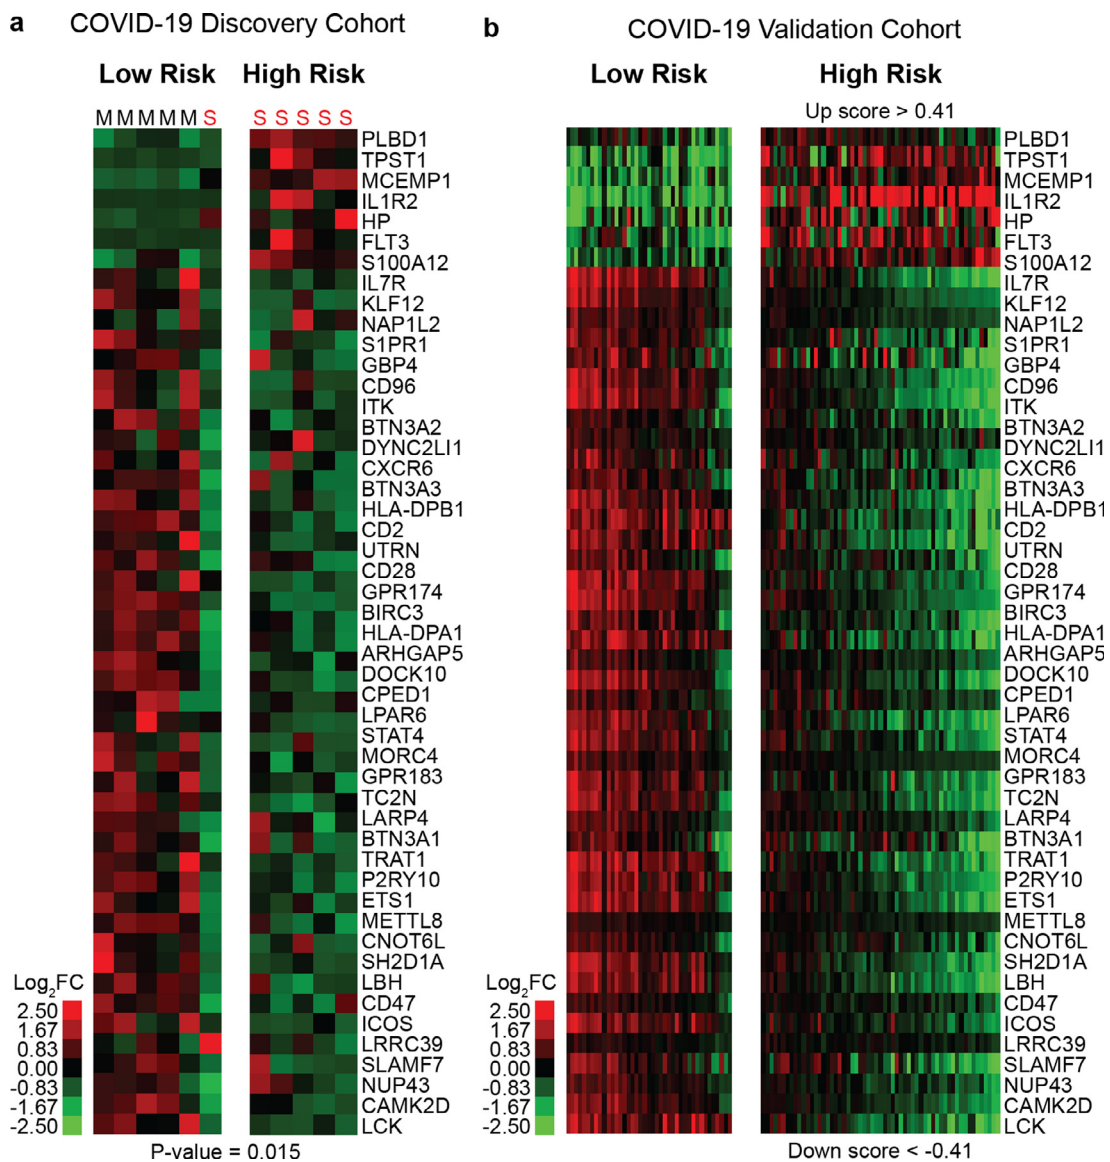 a COVID-19 Discovery Cohort
Low Risk High Risk
M M M M M S S S S S S
b COVID-19 Validation Cohort
Low Risk High Risk
Up score > 0.41
PLBD1
TPST1
MCEMP1
IL1R2
HP
FLT3
S100A12
IL7R
KLF12
NAP1L2
S1PR1
GBP4
CD96
ITK
BTN3A2
DYNC2LI1
CXCR6
BTN3A3
HLA-DPB1
CD2
UTRN
CD28
GPR174
BIRC3
HLA-DPA1
ARHGAP5
DOCK10
CPED1
LPAR6
STAT4
MORC4
GPR183
TC2N
LARP4
BTN3A1
TRAT1
P2RY10
ETS1
METTL8
CNOT6L
SH2D1A
LBH
CD47
ICOS
LRRC39
SLAMF7
NUP43
CAMK2D
LCK
Log2FC
2.50
1.67
0.83
0.00
-0.83
-1.67
-2.50
P-value = 0.015
PLBD1
TPST1
MCEMP1
IL1R2
HP
FLT3
S100A12
IL7R
KLF12
NAP1L2
S1PR1
GBP4
CD96
ITK
BTN3A2
DYNC2LI1
CXCR6
BTN3A3
HLA-DPB1
CD2
UTRN
CD28
GPR174
BIRC3
HLA-DPA1
ARHGAP5
DOCK10
CPED1
LPAR6
STAT4
MORC4
GPR183
TC2N
LARP4
BTN3A1
TRAT1
P2RY10
ETS1
METTL8
CNOT6L
SH2D1A
LBH
CD47
ICOS
LRRC39
SLAMF7
NUP43
CAMK2D
LCK
Log2FC
2.50
1.67
0.83
0.00
-0.83
-1.67
-2.50
Down score < -0.41